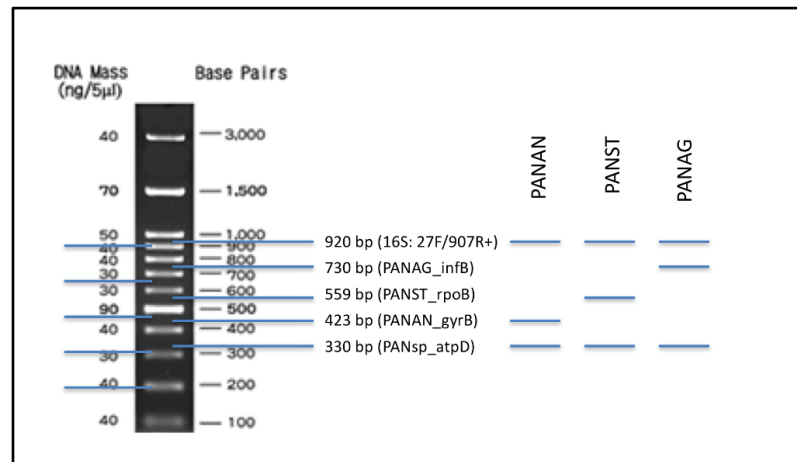 DNA Mass
(ng/5µl)
Base Pairs
40 3,000
70 1,500
50 1,000
40 900
40 800
30 700
30 600
90 500
40 400
30 300
40 200
40 100
PANAN
PANST
PANAG
920 bp (16S: 27F/907R+)
730 bp (PANAG_infB)
559 bp (PANST_rpoB)
423 bp (PANAN_gyrB)
330 bp (PANsp_atpD)